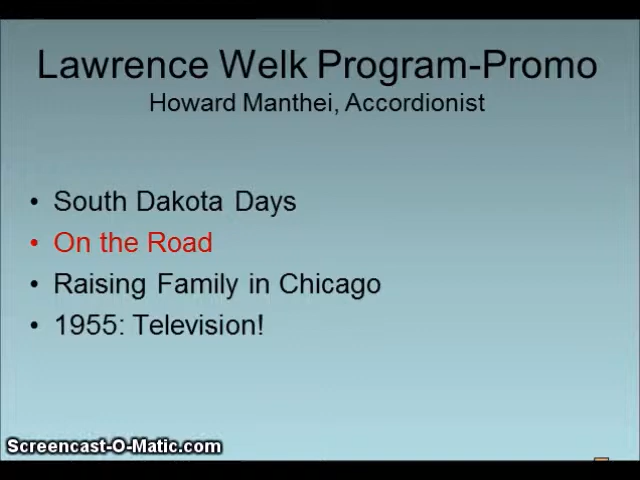 Lawrence Welk Program-Promo
Howard Manthei, Accordionist
• South Dakota Days
• On the Road
• Raising Family in Chicago
• 1955: Television!
Screencast-O-Matic.com